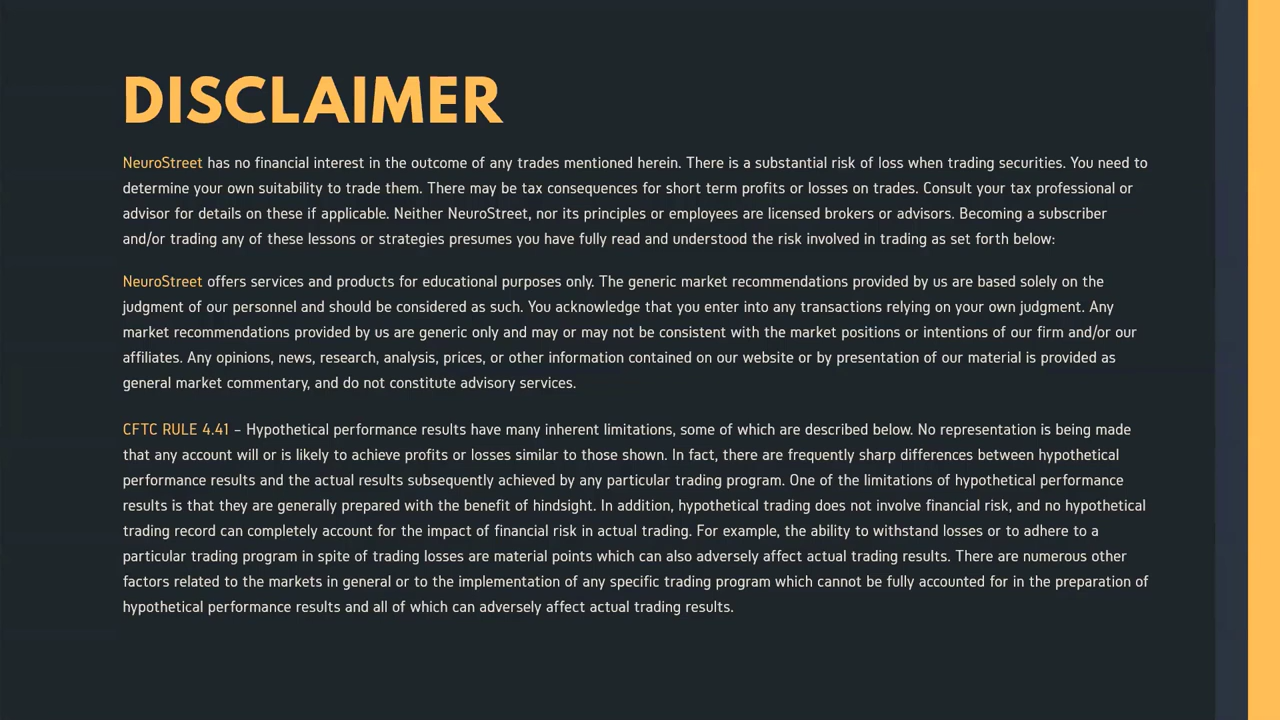 DISCLAIMER
NeuroStreet has no financial interest in the outcome of any trades mentioned herein. There is a substantial risk of loss when trading securities. You need to
determine your own suitability to trade them. There may be tax consequences for short term profits or losses on trades. Consult your tax professional or
advisor for details on these if applicable. Neither NeuroStreet, nor its principles or employees are licensed brokers or advisors. Becoming a subscriber
and/or trading any of these lessons or strategies presumes you have fully read and understood the risk involved in trading as set forth below:
NeuroStreet offers services and products for educational purposes only. The generic market recommendations provided by us are based solely on the
judgment of our personnel and should be considered as such. You acknowledge that you enter into any transactions relying on your own judgment. Any
market recommendations provided by us are generic only and may or may not be consistent with the market positions or intentions of our firm and/or our
affiliates. Any opinions, news, research, analysis, prices, or other information contained on our website or by presentation of our material is provided as
general market commentary, and do not constitute advisory services.
CFTC RULE 4.41 – Hypothetical performance results have many inherent limitations, some of which are described below. No representation is being made
that any account will or is likely to achieve profits or losses similar to those shown. In fact, there are frequently sharp differences between hypothetical
performance results and the actual results subsequently achieved by any particular trading program. One of the limitations of hypothetical performance
results is that they are generally prepared with the benefit of hindsight. In addition, hypothetical trading does not involve financial risk, and no hypothetical
trading record can completely account for the impact of financial risk in actual trading. For example, the ability to withstand losses or to adhere to a
particular trading program in spite of trading losses are material points which can also adversely affect actual trading results. There are numerous other
factors related to the markets in general or to the implementation of any specific trading program which cannot be fully accounted for in the preparation of
hypothetical performance results and all of which can adversely affect actual trading results.